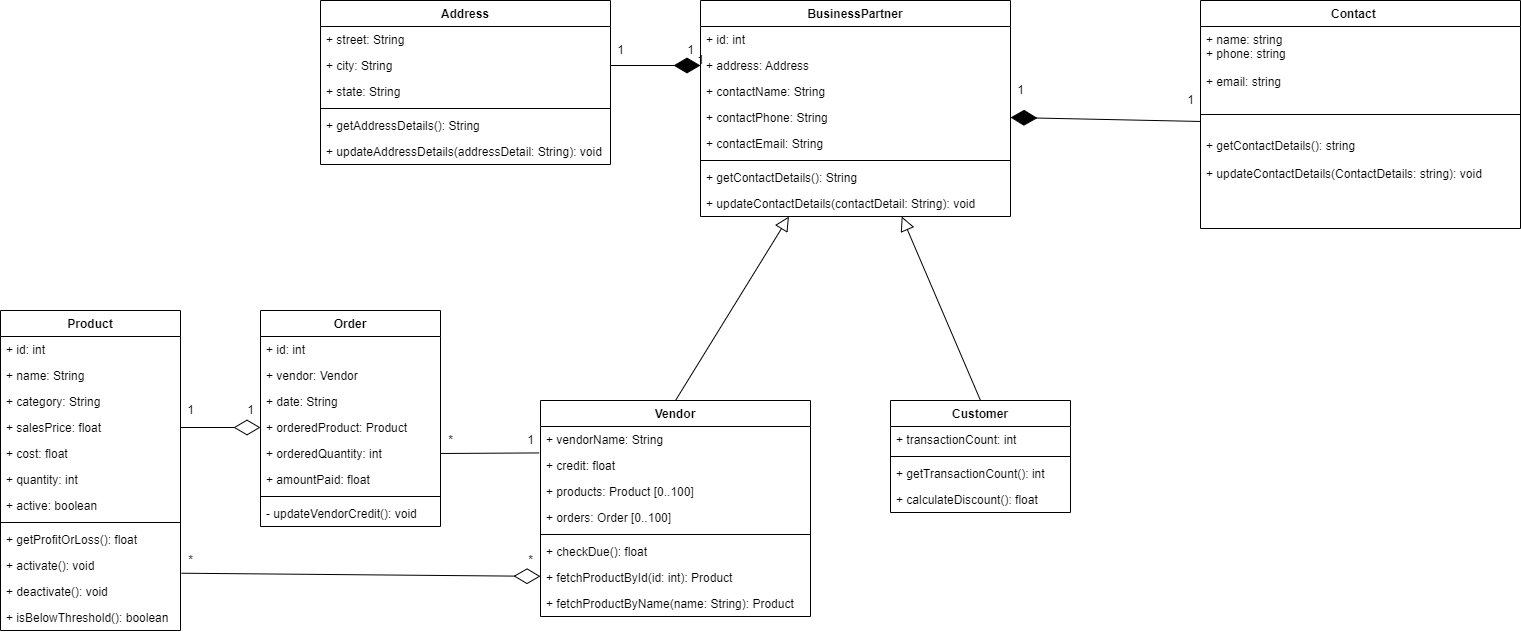 Address
+ street: String
+ city: String
+ state: String
+ getAddressDetails(): String
+ updateAddressDetails(addressDetail: String): void
1
1
1
BusinessPartner
+ id: int
+ address: Address
+ contactName: String
+ contactPhone: String
+ contactEmail: String
+ getContactDetails(): String
+ updateContactDetails(contactDetail: String): void
1
1
Contact
+ name: string
+ phone: string
+ email: string
+ getContactDetails(): string
+ updateContactDetails(ContactDetails: string): void
Product
+ id: int
+ name: String
+ category: String
+ salesPrice: float
+ cost: float
+ quantity: int
+ active: boolean
+ getProfitOrLoss(): float
+ activate(): void
+ deactivate(): void
+ isBelowThreshold(): boolean
1
1
Order
+ id: int
+ vendor: Vendor
+ date: String
+ orderedProduct: Product
+ orderedQuantity: int
+ amountPaid: float
- updateVendorCredit(): void
*
1
*
*
Vendor
+ vendorName: String
+ credit: float
+ products: Product [0..100]
+ orders: Order [0..100]
+ checkDue(): float
+ fetchProductById(id: int): Product
+ fetchProductByName(name: String): Product
Customer
+ transactionCount: int
+ getTransactionCount(): int
+ calculateDiscount(): float